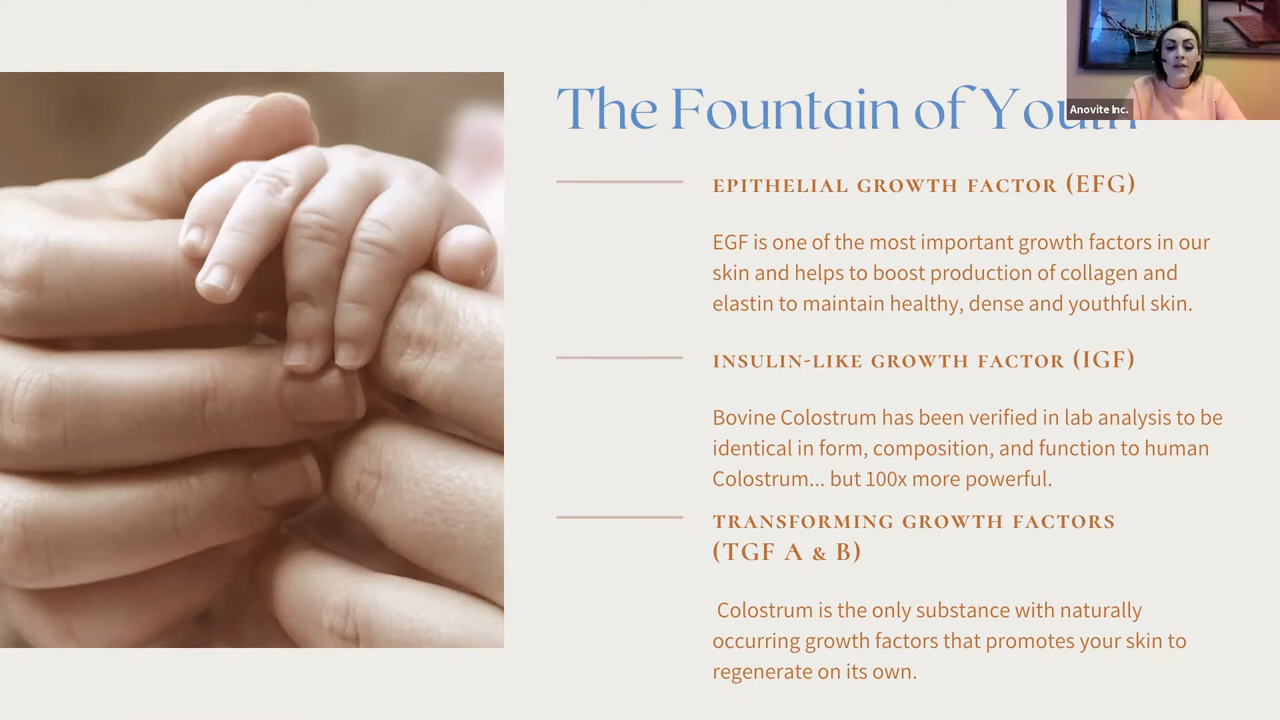 The Fountain of Youth
Anovite Inc.
EPITHELIAL GROWTH FACTOR (EFG)
EGF is one of the most important growth factors in our
skin and helps to boost production of collagen and
elastin to maintain healthy, dense and youthful skin.
INSULIN-LIKE GROWTH FACTOR (IGF)
Bovine Colostrum has been verified in lab analysis to be
identical in form, composition, and function to human
Colostrum... but 100x more powerful.
TRANSFORMING GROWTH FACTORS
(TGF A & B)
Colostrum is the only substance with naturally
occurring growth factors that promotes your skin to
regenerate on its own.